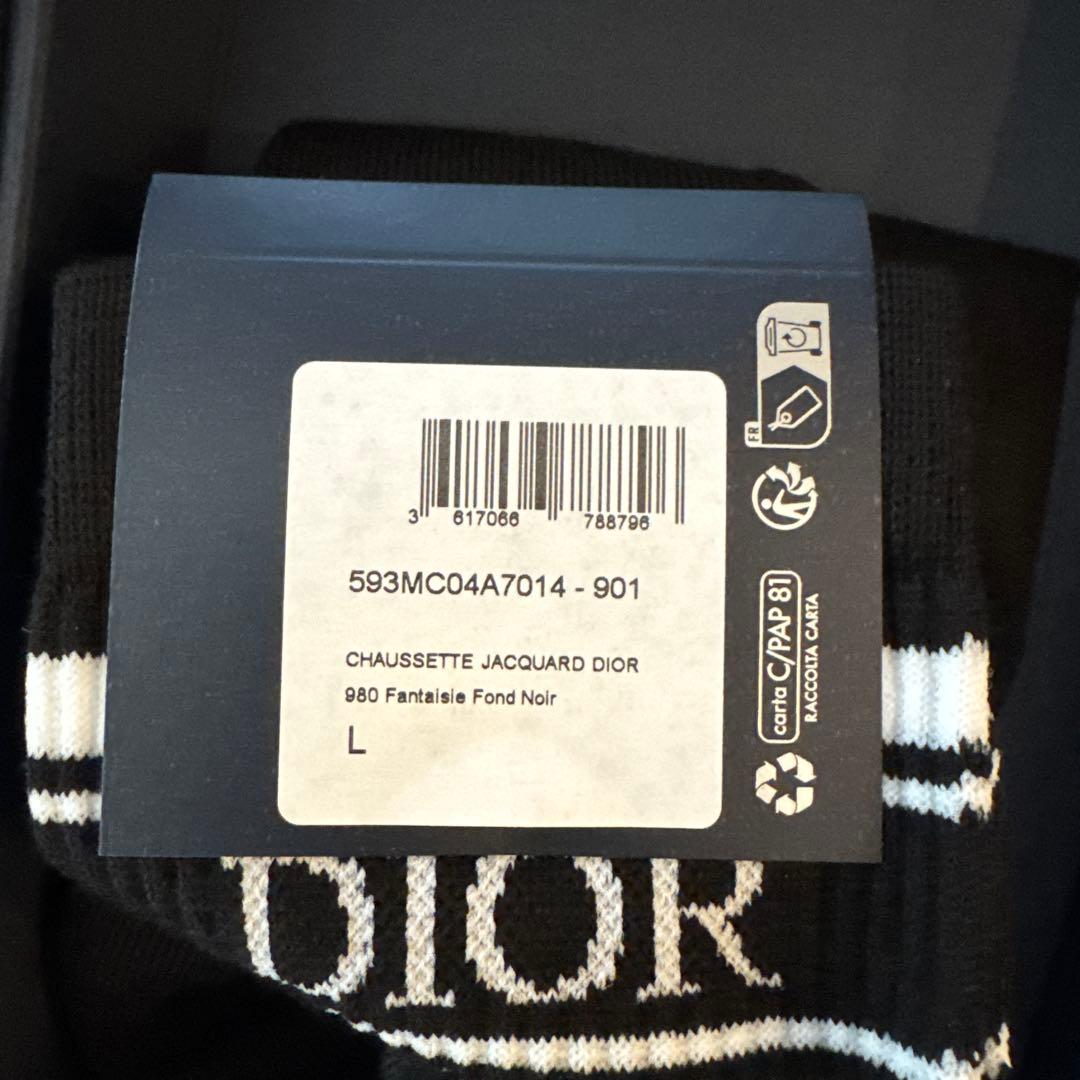 3 617066 788796
593MC04A7014 - 901
CHAUSSETTE JACQUARD DIOR
980 Fantaisie Fond Noir
L
FR
carta C/PAP 81
RACCOLTA CARTA
DIOR